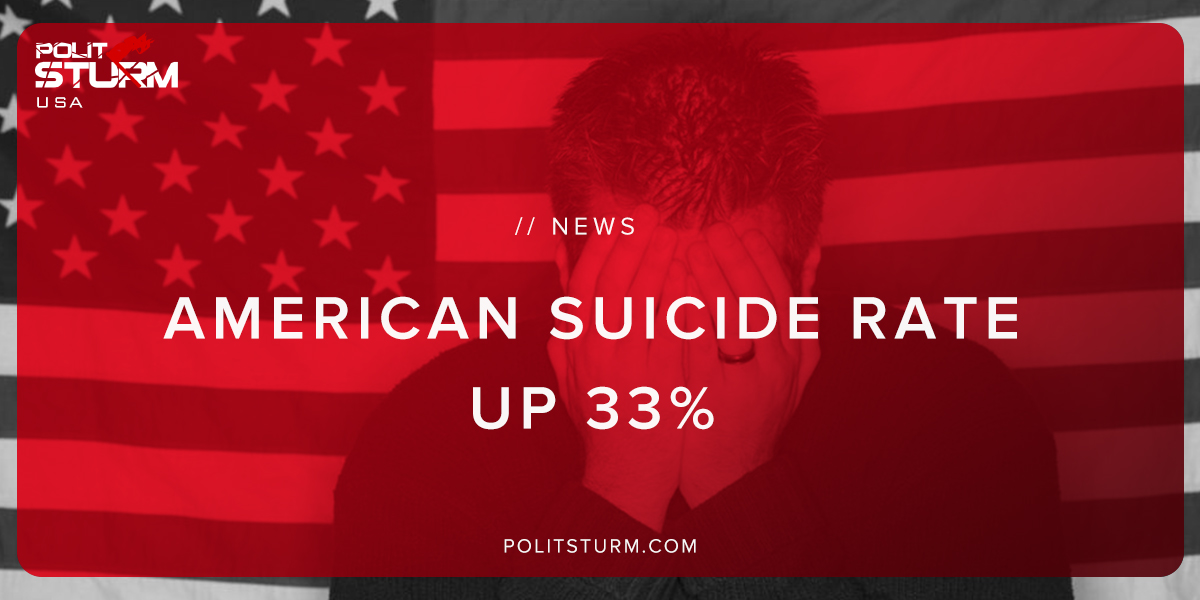 POLIT
STURM
USA
// NEWS
AMERICAN SUICIDE RATE
UP 33%
POLITSTURM.COM